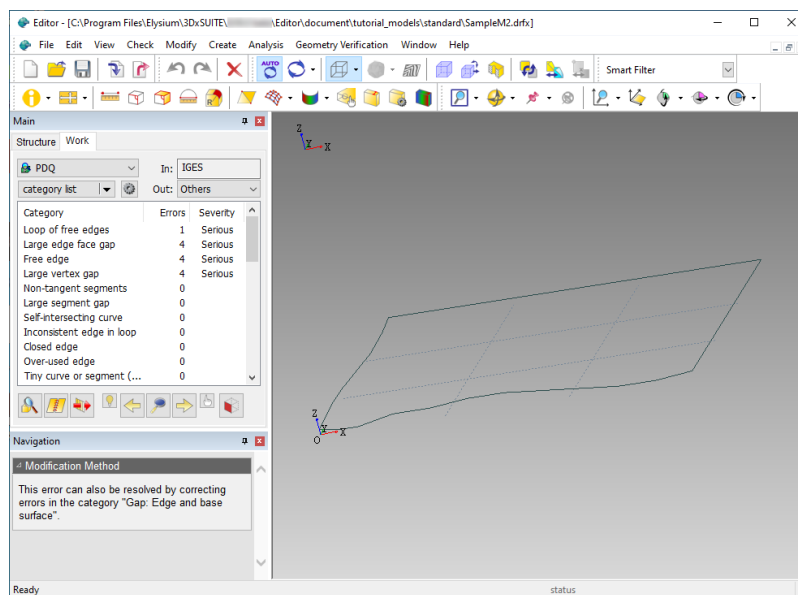 Editor - [C:\Program Files\Elysium\3DxSUITE\ \Editor\document\tutorial_models\standard\SampleM2.drfx]
File Edit View Check Modify Create Analysis Geometry Verification Window Help
AUTO Smart Filter
Main
Structure Work
PDQ In: IGES
category list Out: Others
Category Errors Severity
Loop of free edges 1 Serious
Large edge face gap 4 Serious
Free edge 4 Serious
Large vertex gap 4 Serious
Non-tangent segments 0
Large segment gap 0
Self-intersecting curve 0
Inconsistent edge in loop 0
Closed edge 0
Over-used edge 0
Tiny curve or segment (... 0
Navigation
Modification Method
This error can also be resolved by correcting
errors in the category "Gap: Edge and base
surface".
Z
Y X
Z
Y X
O
Ready status